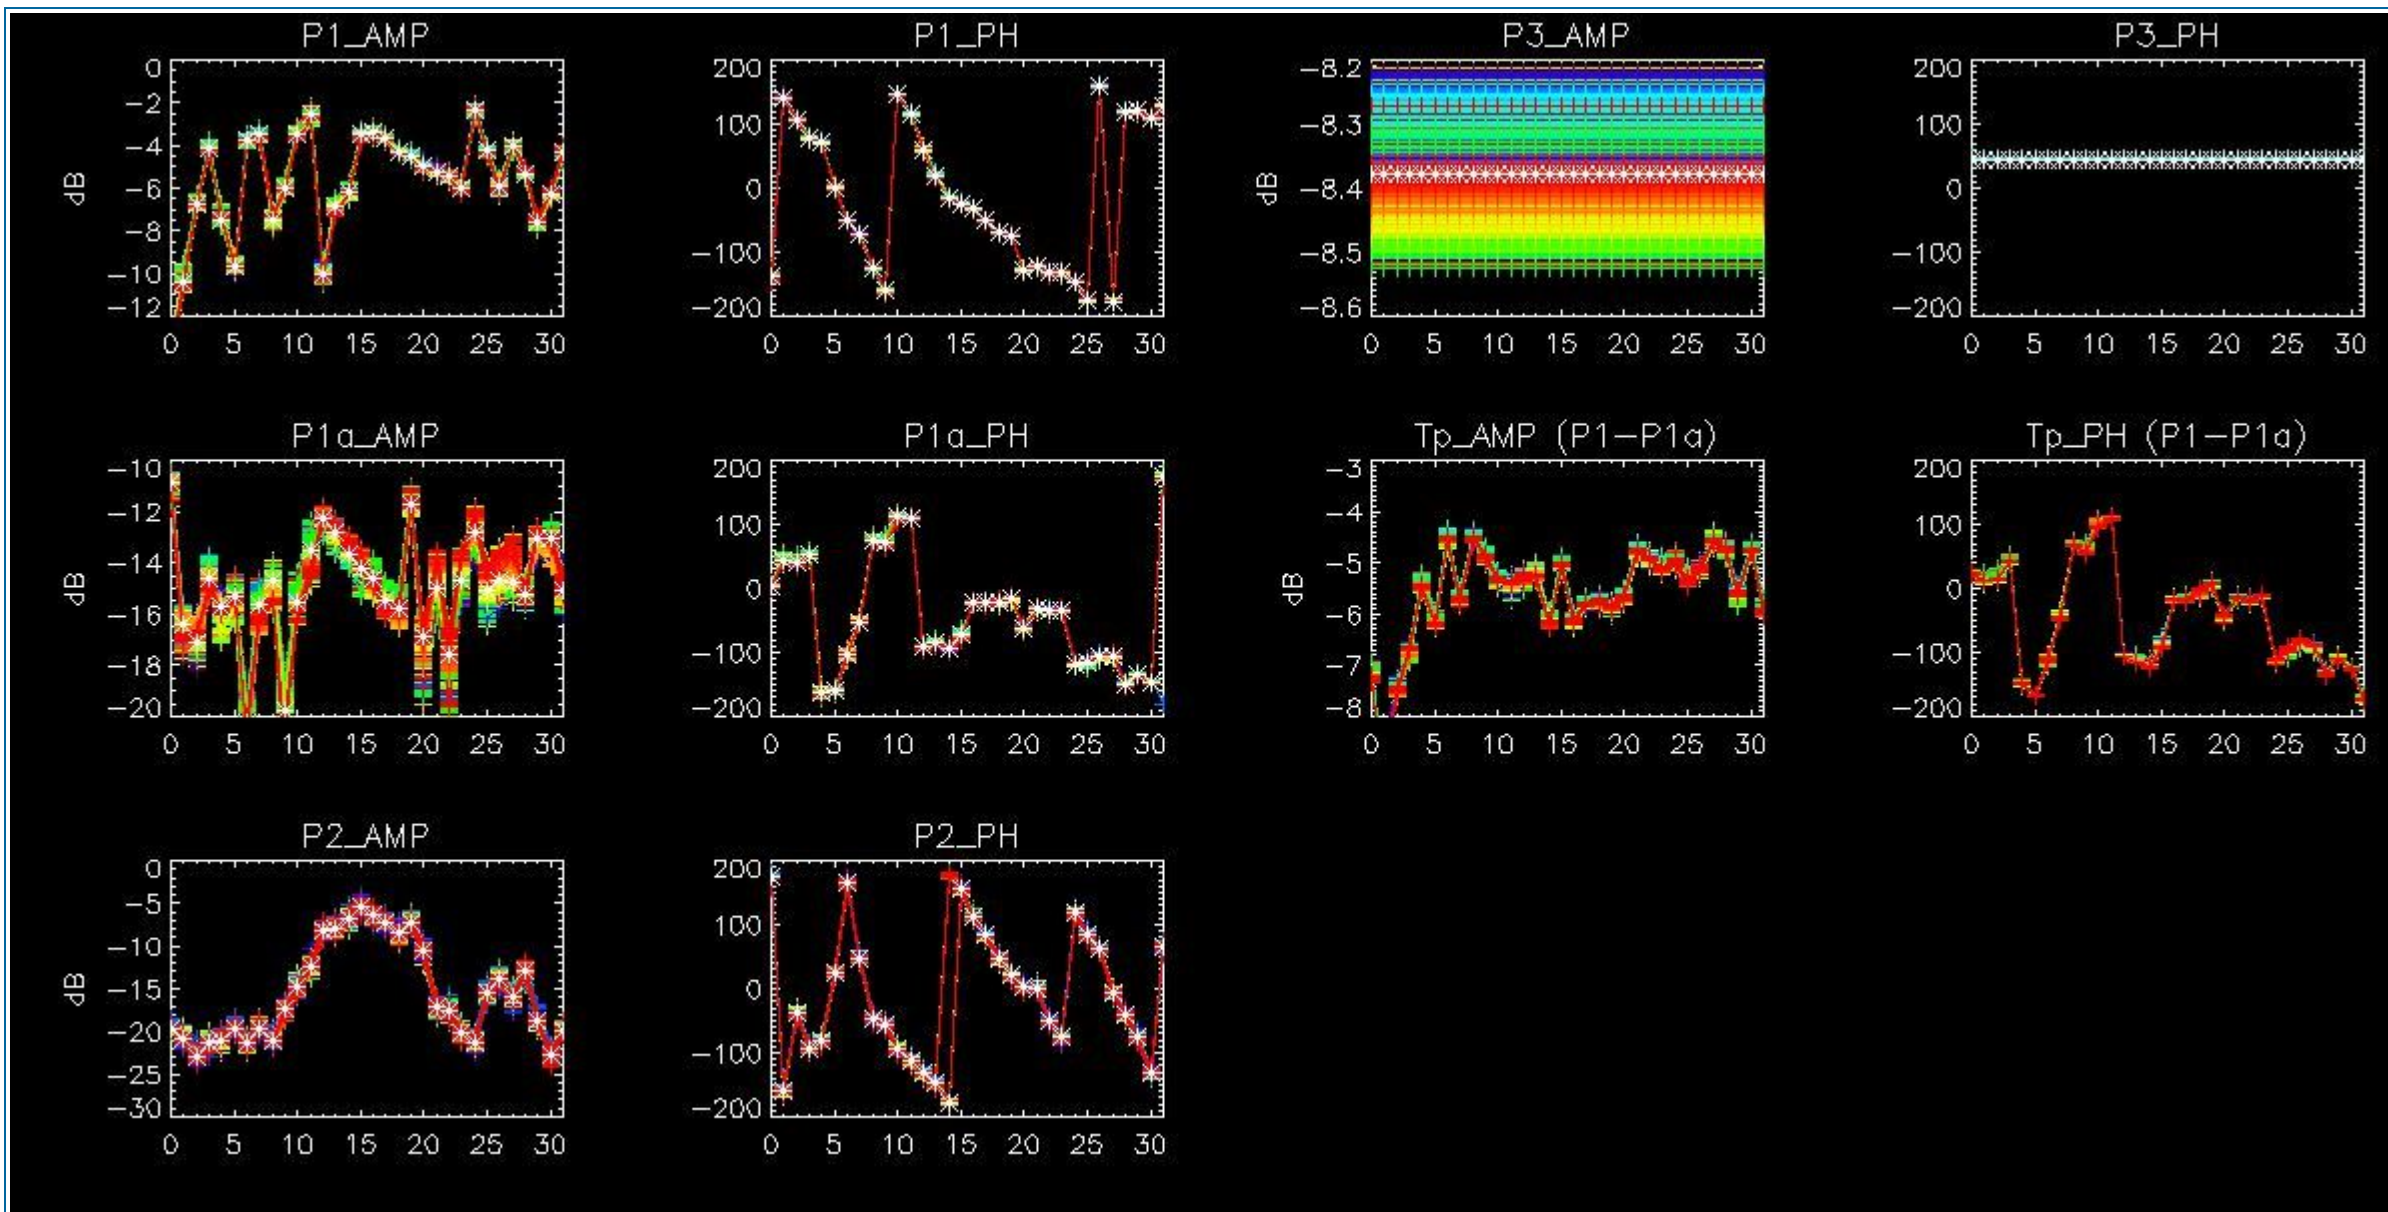 P1_AMP
0
−2
−4
−6
−8
−10
−12
dB
0 5 10 15 20 25 30
P1_PH
200
100
0
−100
−200
0 5 10 15 20 25 30
P3_AMP
−8.2
−8.3
−8.4
−8.5
−8.6
dB
0 5 10 15 20 25 30
P3_PH
200
100
0
−100
−200
0 5 10 15 20 25 30
P1a_AMP
−10
−12
−14
−16
−18
−20
dB
0 5 10 15 20 25 30
P1a_PH
200
100
0
−100
−200
0 5 10 15 20 25 30
Tp_AMP (P1−P1a)
−3
−4
−5
−6
−7
−8
dB
0 5 10 15 20 25 30
Tp_PH (P1−P1a)
200
100
0
−100
−200
0 5 10 15 20 25 30
P2_AMP
0
−5
−10
−15
−20
−25
−30
dB
0 5 10 15 20 25 30
P2_PH
200
100
0
−100
−200
0 5 10 15 20 25 30